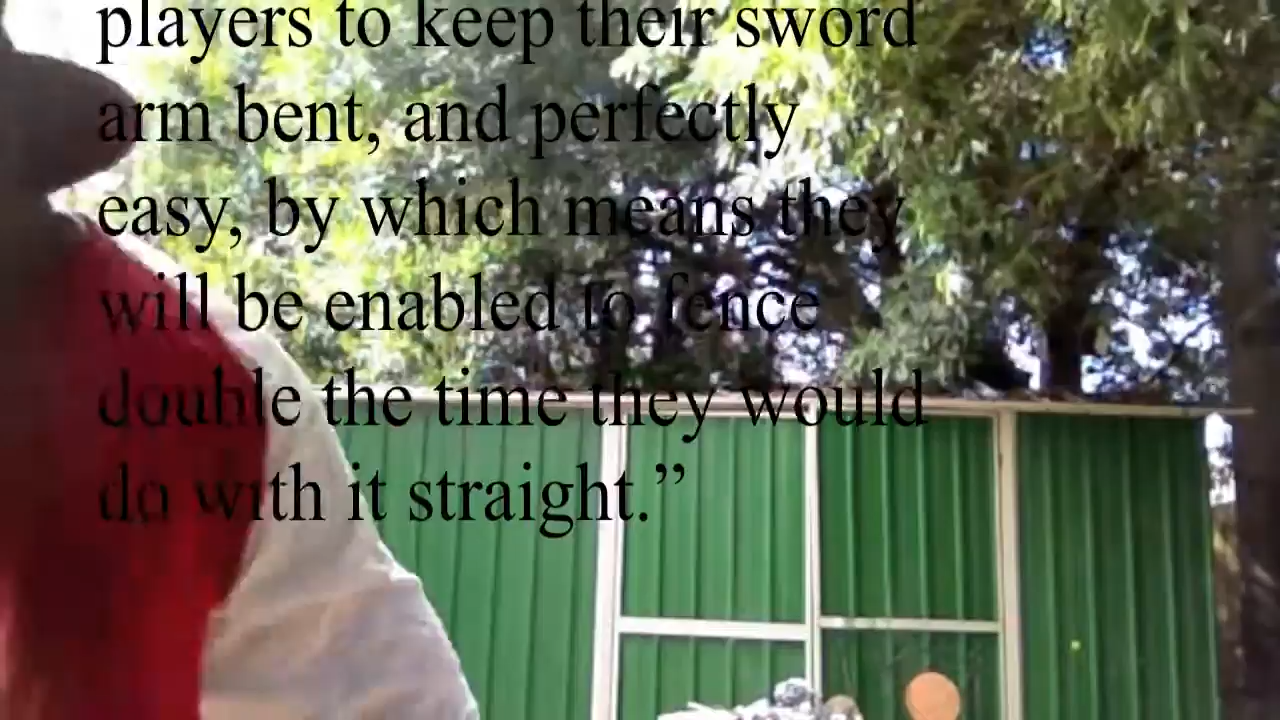 players to keep their sword
arm bent, and perfectly
easy, by which means they
will be enabled to fence
double the time they would
do with it straight.”